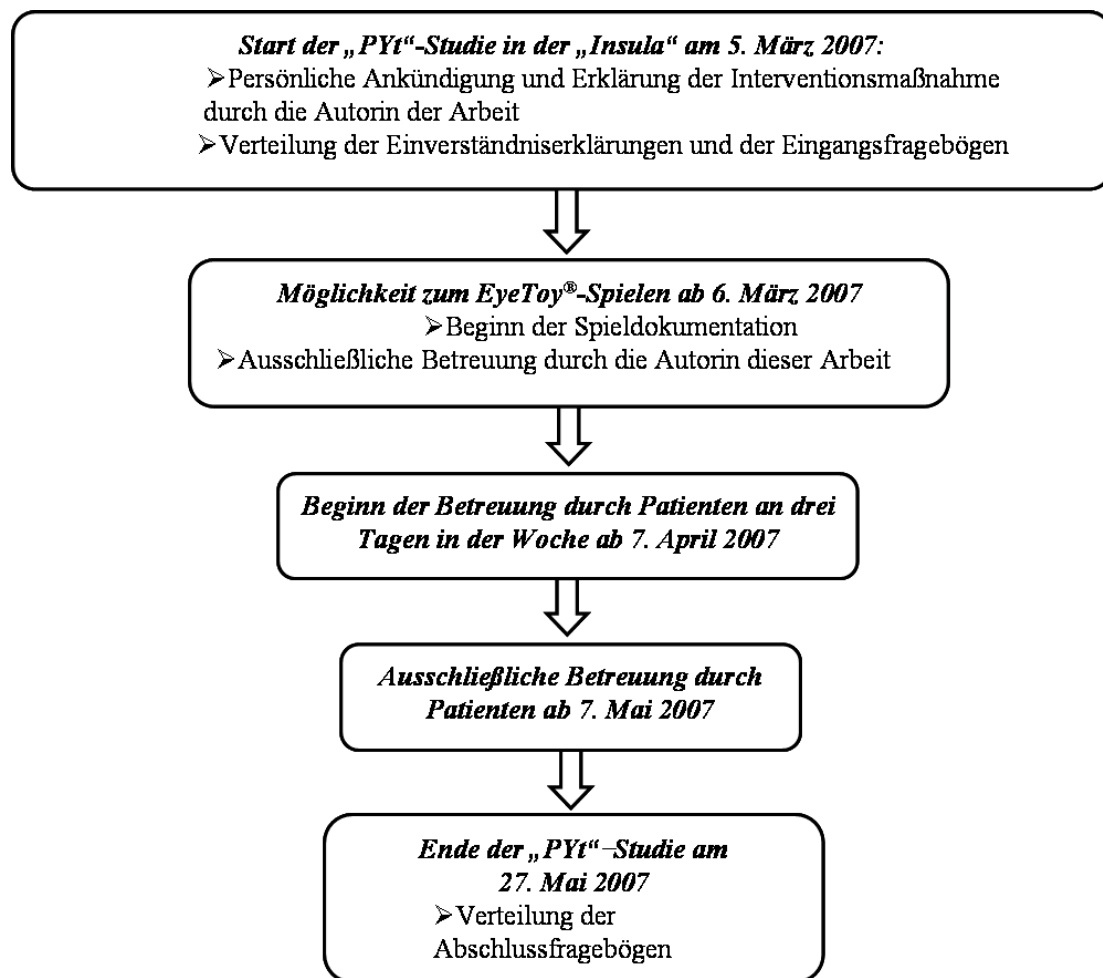 Start der „PYt“-Studie in der „Insula“ am 5. März 2007:
➢Persönliche Ankündigung und Erklärung der Interventionsmaßnahme
durch die Autorin der Arbeit
➢Verteilung der Einverständniserklärungen und der Eingangsfragebögen
Möglichkeit zum EyeToy®-Spielen ab 6. März 2007
➢Beginn der Spieldokumentation
➢Ausschließliche Betreuung durch die Autorin dieser Arbeit
Beginn der Betreuung durch Patienten an drei
Tagen in der Woche ab 7. April 2007
Ausschließliche Betreuung durch
Patienten ab 7. Mai 2007
Ende der „PYt“–Studie am
27. Mai 2007
➢Verteilung der
Abschlussfragebögen